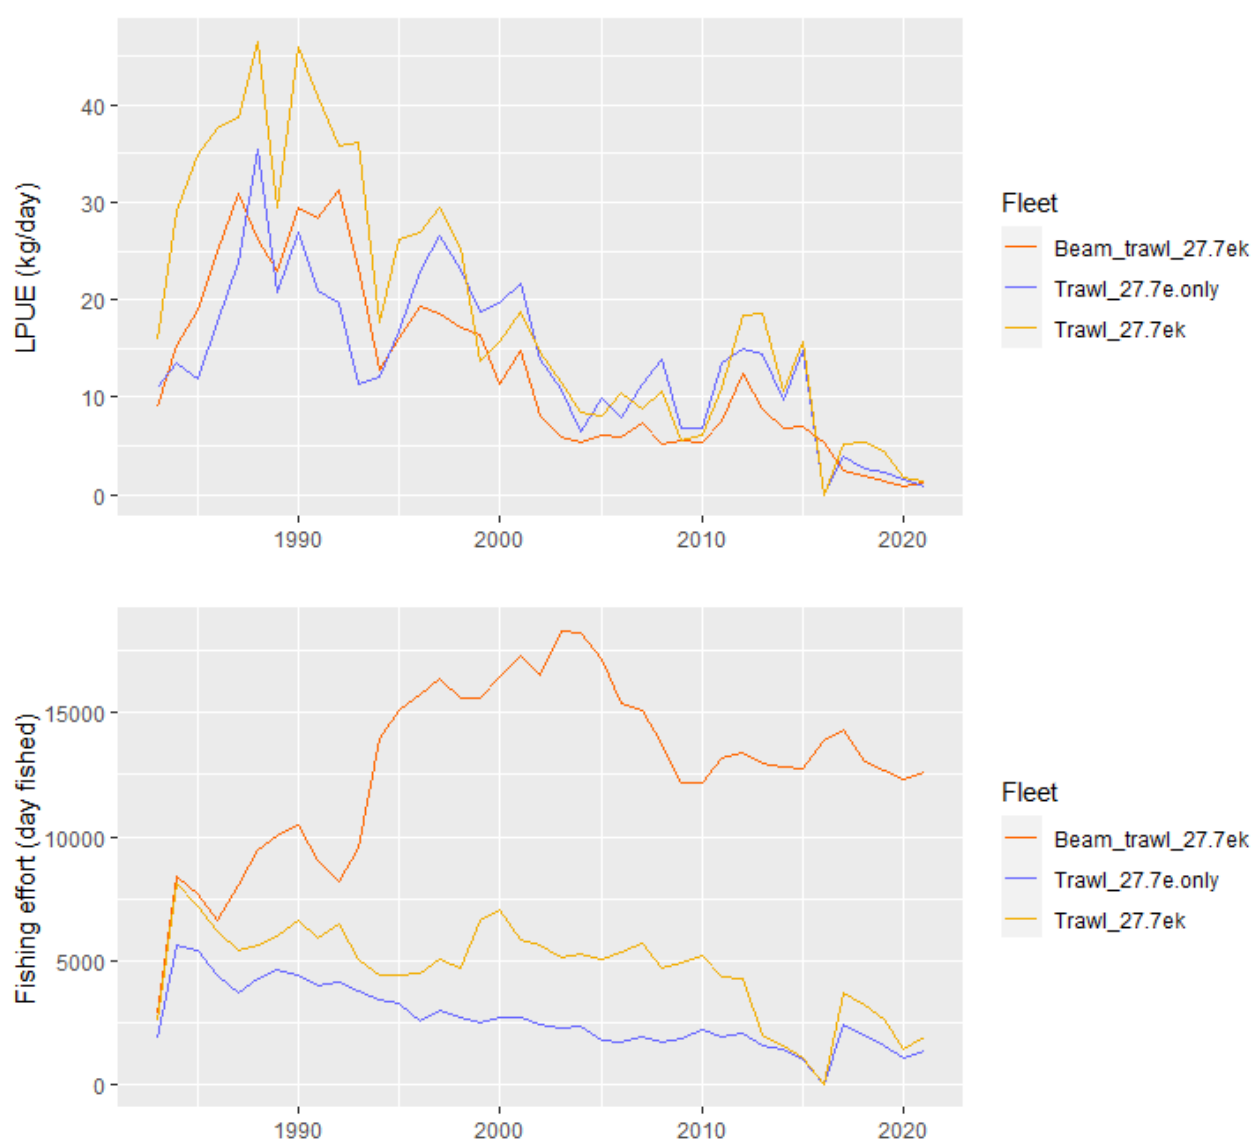 LPUE (kg/day)
40
30
20
10
0
1990
2000
2010
2020
Fleet
Beam_trawl_27.7ek
Trawl_27.7e.only
Trawl_27.7ek
Fishing effort (day fished)
15000
10000
5000
0
1990
2000
2010
2020
Fleet
Beam_trawl_27.7ek
Trawl_27.7e.only
Trawl_27.7ek